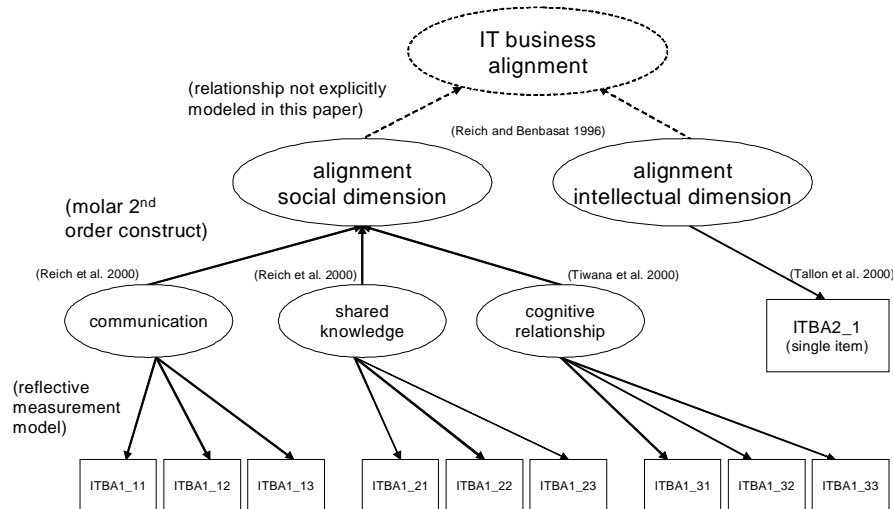 IT business
alignment
(relationship not explicitly
modeled in this paper)
(Reich and Benbasat 1996)
alignment
social dimension
alignment
intellectual dimension
(molar 2nd
order construct)
(Reich et al. 2000)
(Reich et al. 2000)
(Tiwana et al. 2000)
(Tallon et al. 2000)
communication
shared
knowledge
cognitive
relationship
ITBA2_1
(single item)
(reflective
measurement
model)
ITBA1_11
ITBA1_12
ITBA1_13
ITBA1_21
ITBA1_22
ITBA1_23
ITBA1_31
ITBA1_32
ITBA1_33